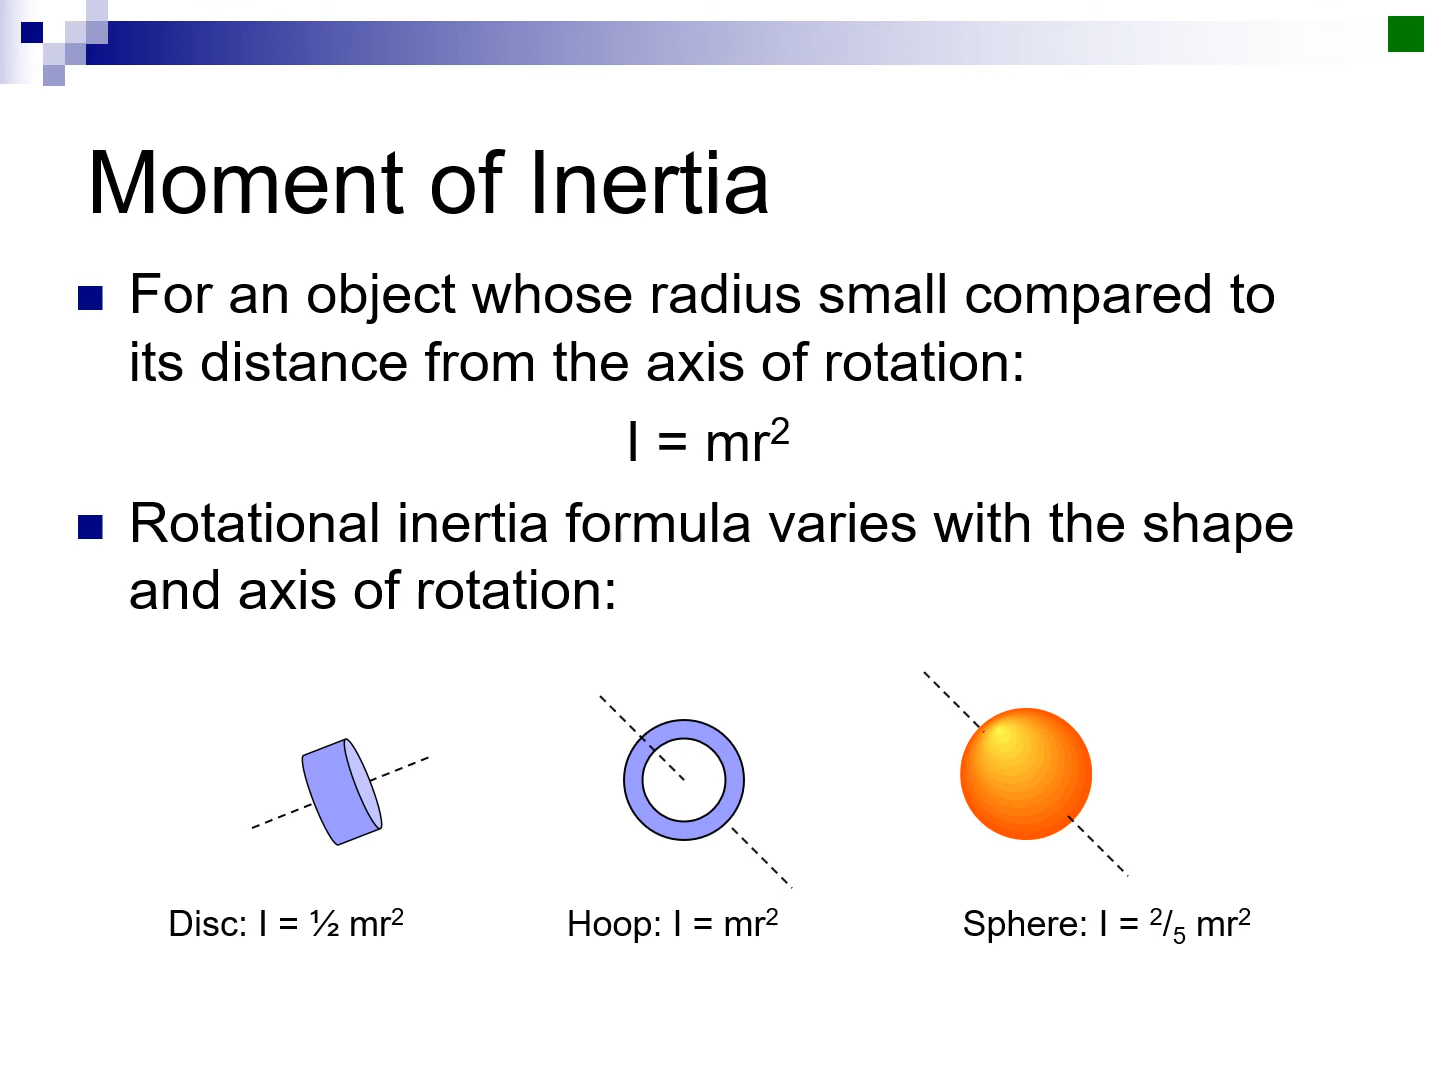 Moment of Inertia
For an object whose radius small compared to
its distance from the axis of rotation:
I = mr²
Rotational inertia formula varies with the shape
and axis of rotation:
Disc: I = ½ mr² Hoop: I = mr² Sphere: I = ²/₅ mr²